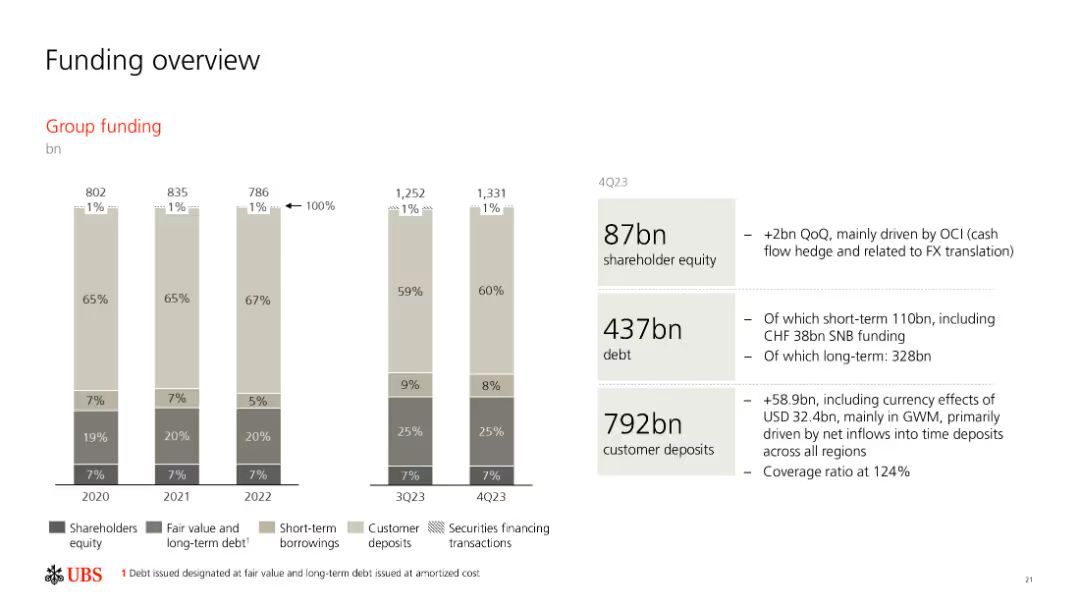 Funding overview
Group funding
bn
802
835
786
1,252
1,331
1%
1%
1%
100%
1%
1%
65%
65%
67%
59%
60%
7%
7%
5%
9%
8%
19%
20%
20%
25%
25%
7%
7%
7%
7%
7%
2020
2021
2022
3Q23
4Q23
Shareholders
equity
Fair value and
long-term debt¹
Short-term
borrowings
Customer
deposits
Securities financing
transactions
4Q23
87bn
shareholder equity
– +2bn QoQ, mainly driven by OCI (cash
flow hedge and related to FX translation)
437bn
debt
– Of which short-term 110bn, including
CHF 38bn SNB funding
– Of which long-term: 328bn
792bn
customer deposits
– +58.9bn, including currency effects of
USD 32.4bn, mainly in GWM, primarily
driven by net inflows into time deposits
across all regions
– Coverage ratio at 124%
UBS
1 Debt issued designated at fair value and long-term debt issued at amortized cost
21